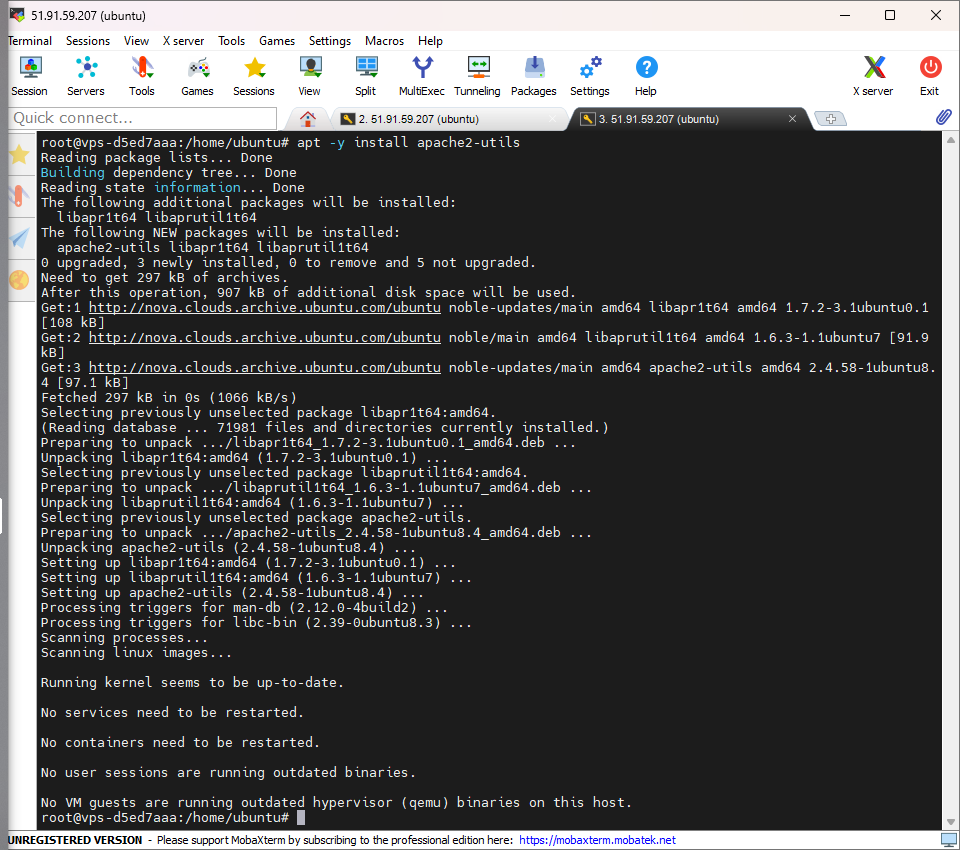 51.91.59.207 (ubuntu)
Terminal Sessions View X server Tools Games Settings Macros Help
Session Servers Tools Games Sessions View Split MultiExec Tunneling Packages Settings Help X server Exit
Quick connect...
2. 51.91.59.207 (ubuntu)
3. 51.91.59.207 (ubuntu)
root@vps-d5ed7aaa:/home/ubuntu# apt -y install apache2-utils
Reading package lists... Done
Building dependency tree... Done
Reading state information... Done
The following additional packages will be installed:
libapr1t64 libaprutil1t64
The following NEW packages will be installed:
apache2-utils libapr1t64 libaprutil1t64
0 upgraded, 3 newly installed, 0 to remove and 5 not upgraded.
Need to get 297 kB of archives.
After this operation, 907 kB of additional disk space will be used.
Get:1 http://nova.clouds.archive.ubuntu.com/ubuntu noble-updates/main amd64 libapr1t64 amd64 1.7.2-3.1ubuntu0.1
[108 kB]
Get:2 http://nova.clouds.archive.ubuntu.com/ubuntu noble/main amd64 libaprutil1t64 amd64 1.6.3-1.1ubuntu7 [91.9
kB]
Get:3 http://nova.clouds.archive.ubuntu.com/ubuntu noble-updates/main amd64 apache2-utils amd64 2.4.58-1ubuntu8.
4 [97.1 kB]
Fetched 297 kB in 0s (1066 kB/s)
Selecting previously unselected package libapr1t64:amd64.
(Reading database ... 71981 files and directories currently installed.)
Preparing to unpack .../libapr1t64_1.7.2-3.1ubuntu0.1_amd64.deb ...
Unpacking libapr1t64:amd64 (1.7.2-3.1ubuntu0.1) ...
Selecting previously unselected package libaprutil1t64:amd64.
Preparing to unpack .../libaprutil1t64_1.6.3-1.1ubuntu7_amd64.deb ...
Unpacking libaprutil1t64:amd64 (1.6.3-1.1ubuntu7) ...
Selecting previously unselected package apache2-utils.
Preparing to unpack .../apache2-utils_2.4.58-1ubuntu8.4_amd64.deb ...
Unpacking apache2-utils (2.4.58-1ubuntu8.4) ...
Setting up libapr1t64:amd64 (1.7.2-3.1ubuntu0.1) ...
Setting up libaprutil1t64:amd64 (1.6.3-1.1ubuntu7) ...
Setting up apache2-utils (2.4.58-1ubuntu8.4) ...
Processing triggers for man-db (2.12.0-4build2) ...
Processing triggers for libc-bin (2.39-0ubuntu8.3) ...
Scanning processes...
Scanning linux images...
Running kernel seems to be up-to-date.
No services need to be restarted.
No containers need to be restarted.
No user sessions are running outdated binaries.
No VM guests are running outdated hypervisor (qemu) binaries on this host.
root@vps-d5ed7aaa:/home/ubuntu#
UNREGISTERED VERSION - Please support MobaXterm by subscribing to the professional edition here: https://mobaxterm.mobatek.net